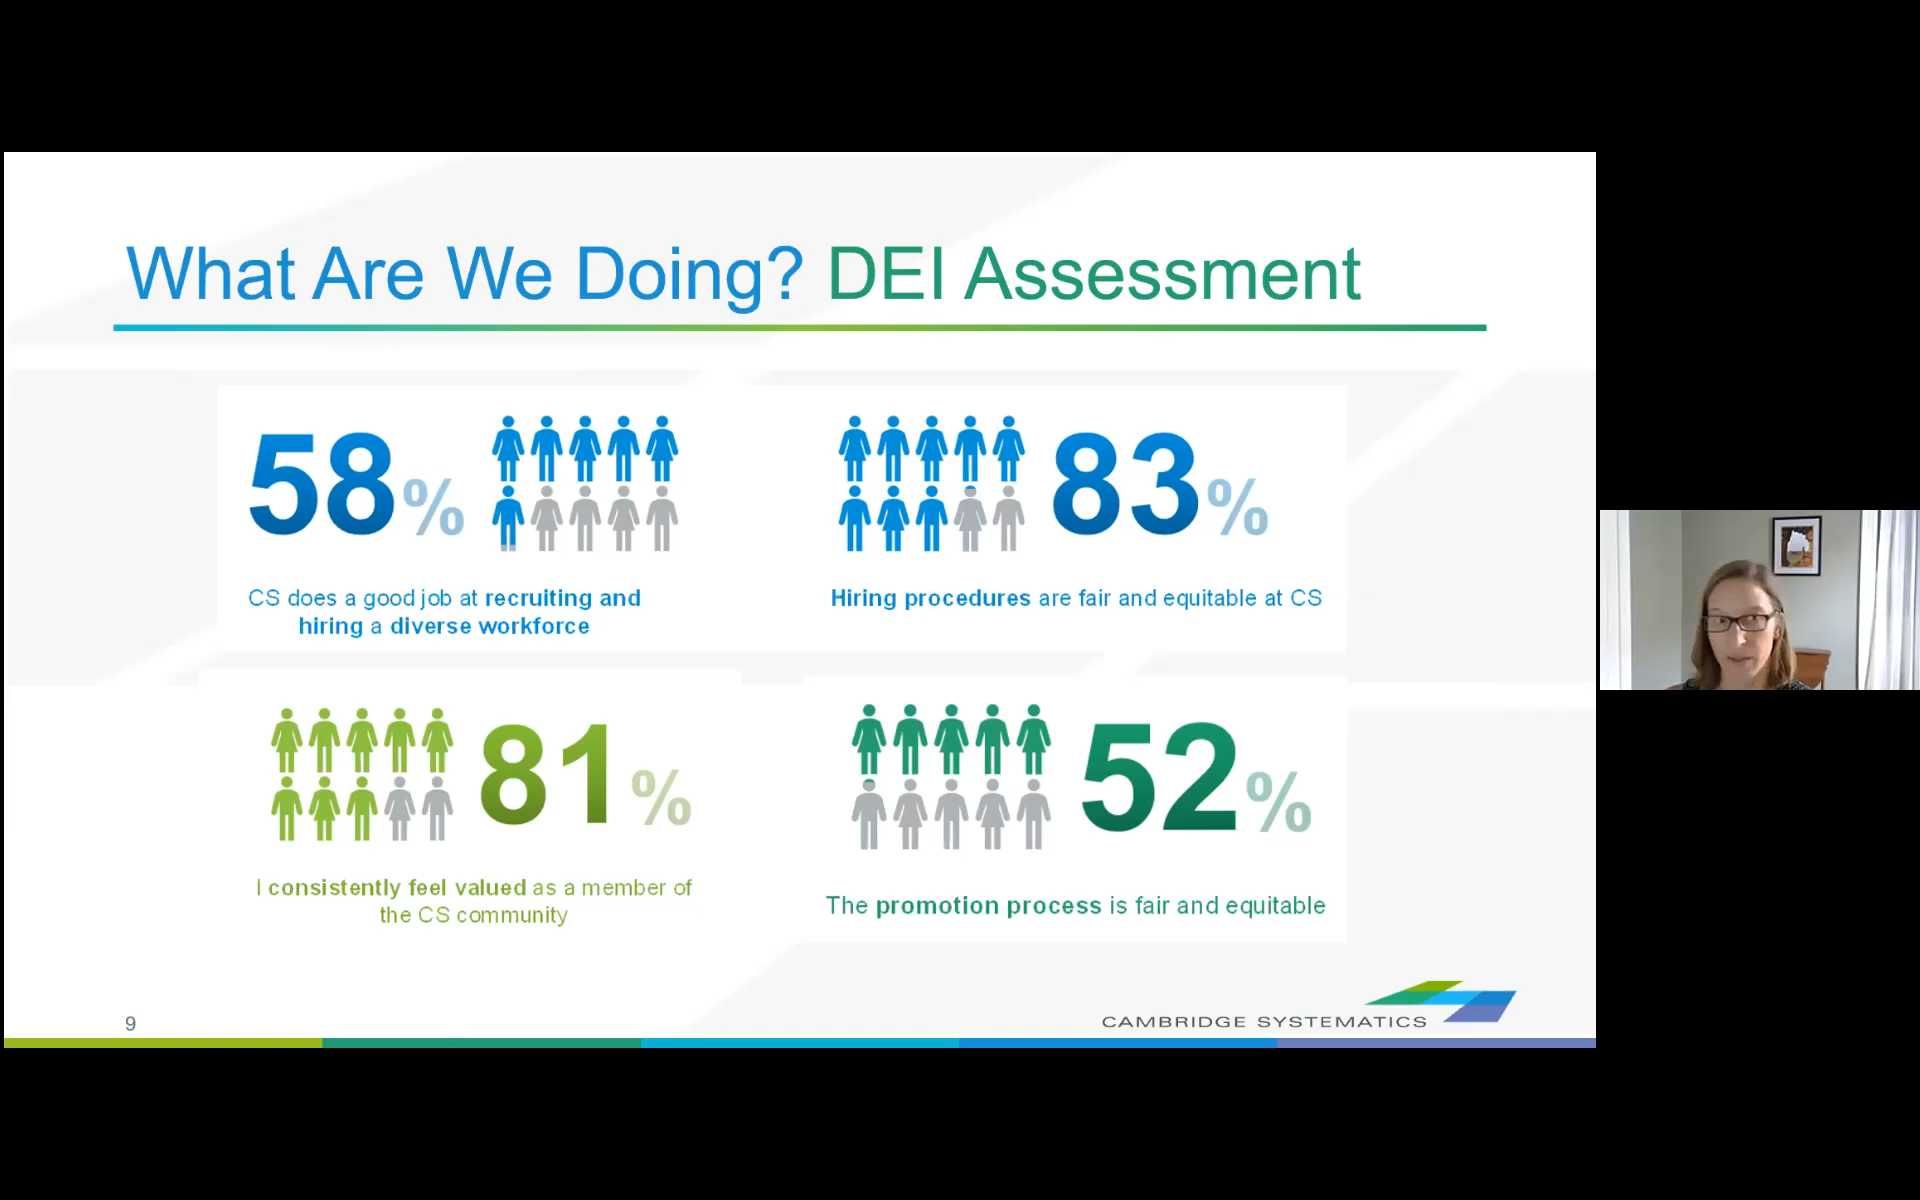 What Are We Doing? DEI Assessment
58%
83%
CS does a good job at recruiting and
hiring a diverse workforce
Hiring procedures are fair and equitable at CS
81%
52%
I consistently feel valued as a member of
the CS community
The promotion process is fair and equitable
9
CAMBRIDGE SYSTEMATICS